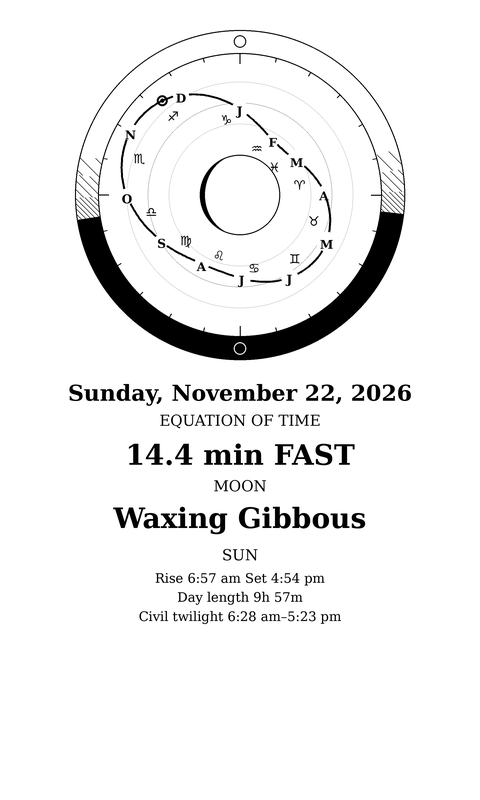 D
J
N
F
M
O
A
S
M
A
J
J
Sunday, November 22, 2026
EQUATION OF TIME
14.4 min FAST
MOON
Waxing Gibbous
SUN
Rise 6:57 am Set 4:54 pm
Day length 9h 57m
Civil twilight 6:28 am–5:23 pm